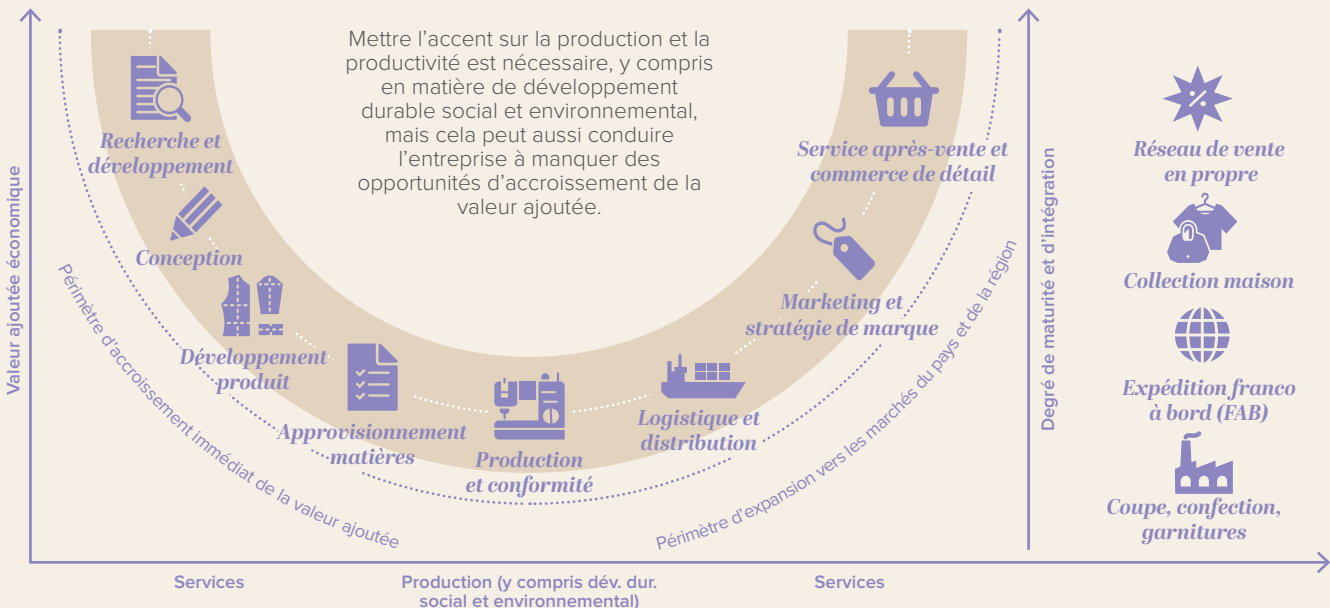 Mettre l’accent sur la production et la
productivité est nécessaire, y compris
en matière de développement
durable social et environnemental,
mais cela peut aussi conduire
l’entreprise à manquer des
opportunités d’accroissement de la
valeur ajoutée.
Valeur ajoutée économique
Recherche et
développement
Conception
Développement
produit
Approvisionnement
matières
Production
et conformité
Logistique et
distribution
Marketing et
stratégie de marque
Service après-vente et
commerce de détail
Périmètre d’accroissement immédiat de la valeur ajoutée
Périmètre d’expansion vers les marchés du pays et de la région
Services
Production (y compris dév. dur.
social et environnemental)
Services
Degré de maturité et d’intégration
%
Réseau de vente
en propre
Collection maison
Expédition franco
à bord (FAB)
Coupe, confection,
garnitures